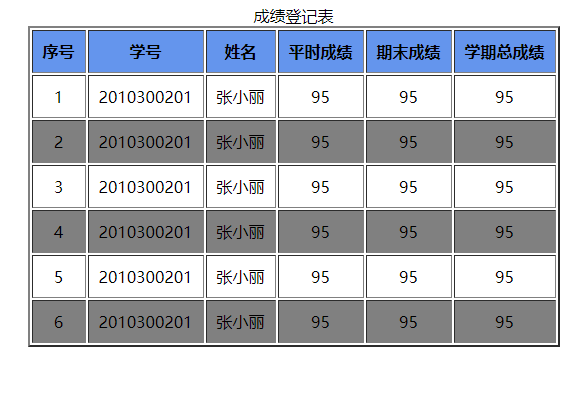 成绩登记表
序号 学号 姓名 平时成绩 期末成绩 学期总成绩
1 2010300201 张小丽 95 95 95
2 2010300201 张小丽 95 95 95
3 2010300201 张小丽 95 95 95
4 2010300201 张小丽 95 95 95
5 2010300201 张小丽 95 95 95
6 2010300201 张小丽 95 95 95